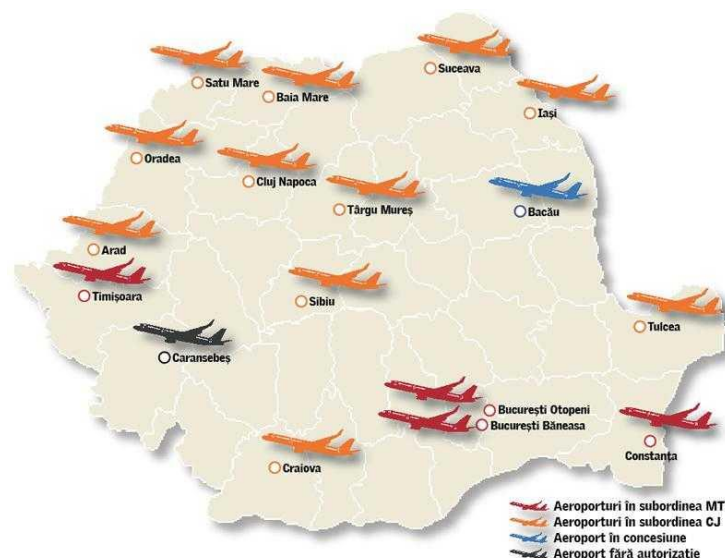 Suceava
Satu Mare
Baia Mare
Iași
Oradea
Cluj Napoca
Târgu Mureș
Bacău
Arad
Timișoara
Sibiu
Tulcea
Caransebeș
București Otopeni
București Băneasa
Constanța
Craiova
Aeroporturi în subordinea MT
Aeroporturi în subordinea CJ
Aeroport în concesiune
Aeroport fără autorizație